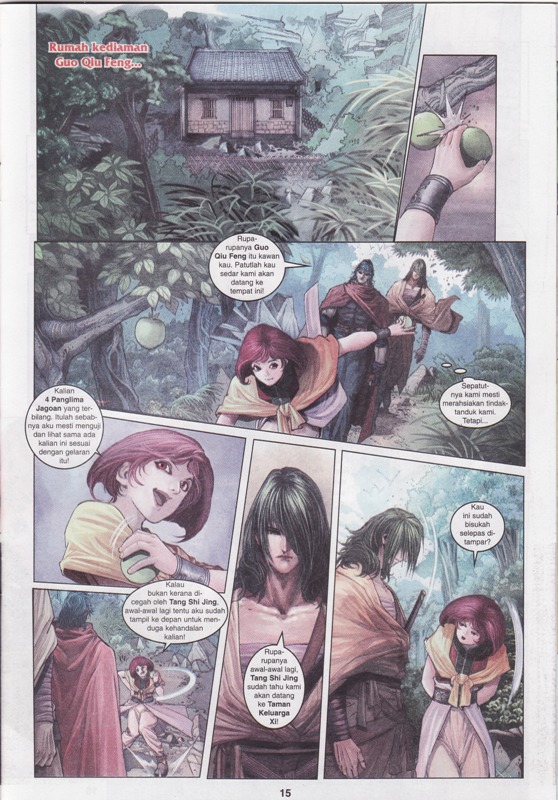 Rumah kediaman
Guo Qiu Feng...
Rupa-
rupanya Guo
Qiu Feng itu kawan
kau. Patutlah kau
sedar kami akan
datang ke
tempat ini!
Sepatut-
nya kami mesti
merahsiakan tindak-
tanduk kami.
Tetapi...
Kalian
4 Panglima
Jagoan yang ter-
bilang. Itulah sebab-
nya aku mesti menguji
dan lihat sama ada
kalian ini sesuai
dengan gelaran
itu!
Kau
ini sudah
bisukah
selepas di-
tampar?
Kalau
bukan kerana di-
cegah oleh Tang Shi Jing,
awal-awal lagi tentu aku sudah
tampil ke depan untuk men-
duga kehandalan
kalian!
Rupa-
rupanya
awal-awal lagi,
Tang Shi Jing
sudah tahu kami
akan datang
ke Taman
Keluarga
Xi!
15